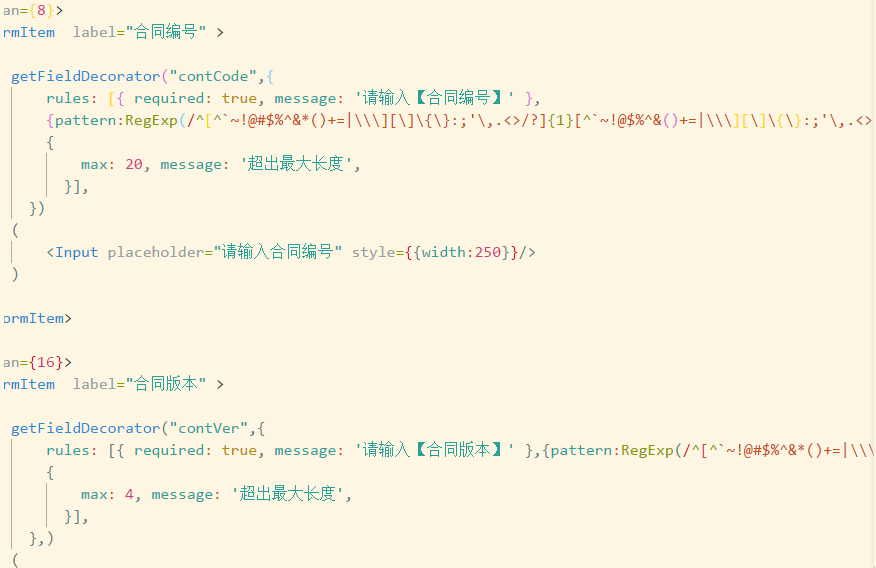 an={8}>
rmItem  label="合同编号" >
getFieldDecorator("contCode",{
rules: [{ required: true, message: '请输入【合同编号】' },
{pattern:RegExp(/^[^`~!@#$%^&*()+=|\\\][\]\{\}:;'\,.<>/?]{1}[^`~!@$%^&()+=|\\\][\]\{\}:;'\,.<>
{
max: 20, message: '超出最大长度',
}],
})
(
<Input placeholder="请输入合同编号" style={{width:250}}/>
)
ormItem>
an={16}>
rmItem  label="合同版本" >
getFieldDecorator("contVer",{
rules: [{ required: true, message: '请输入【合同版本】' },{pattern:RegExp(/^[^`~!@#$%^&*()+=|\\\
{
max: 4, message: '超出最大长度',
}],
},)
(